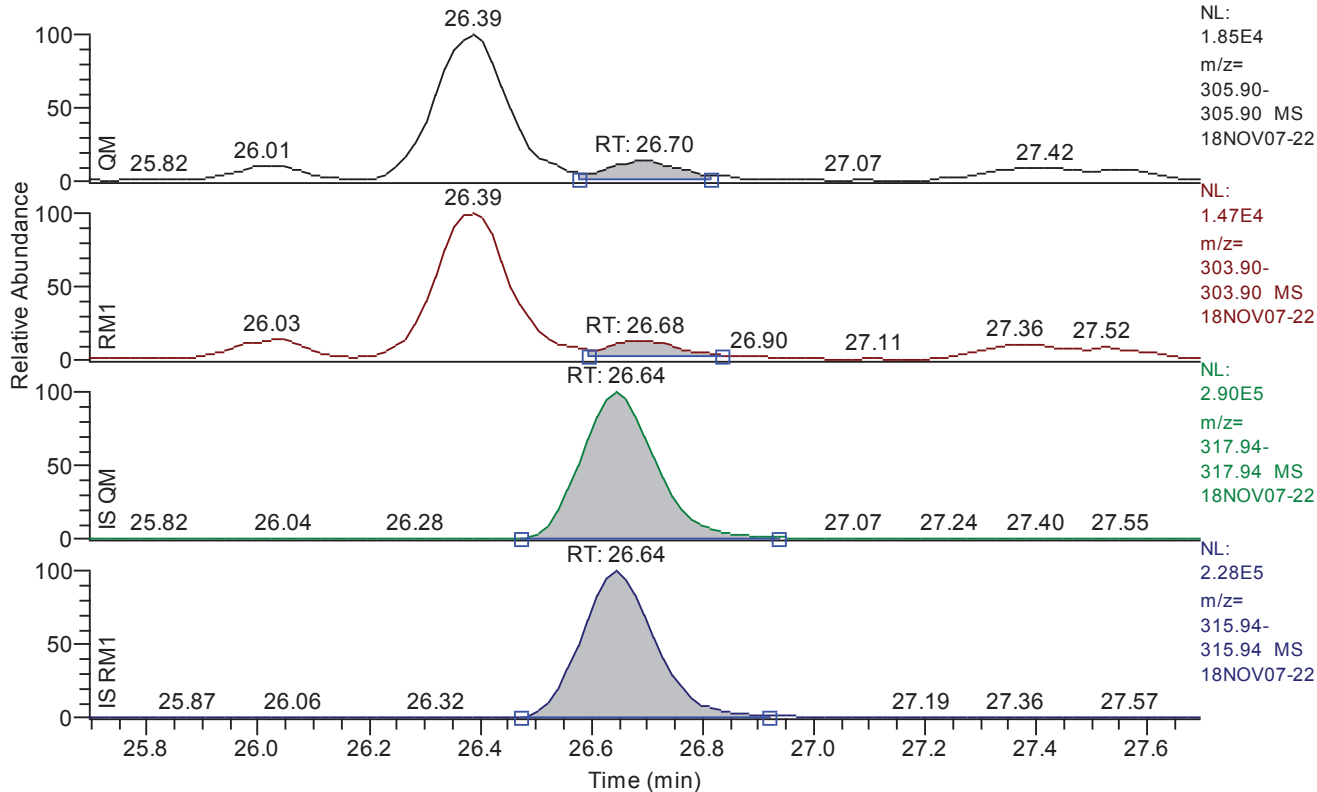 26.39
100
50
0
QM
25.82
26.01
RT: 26.70
27.07
27.42
NL:
1.85E4
m/z=
305.90-
305.90 MS
18NOV07-22
26.39
100
50
0
RM1
26.03
RT: 26.68
26.90
27.11
27.36
27.52
NL:
1.47E4
m/z=
303.90-
303.90 MS
18NOV07-22
Relative Abundance
RT: 26.64
100
50
0
IS QM
25.82
26.04
26.28
27.07
27.24
27.40
27.55
NL:
2.90E5
m/z=
317.94-
317.94 MS
18NOV07-22
RT: 26.64
100
50
0
IS RM1
25.87
26.06
26.32
27.19
27.36
27.57
NL:
2.28E5
m/z=
315.94-
315.94 MS
18NOV07-22
25.8 26.0 26.2 26.4 26.6 26.8 27.0 27.2 27.4 27.6
Time (min)